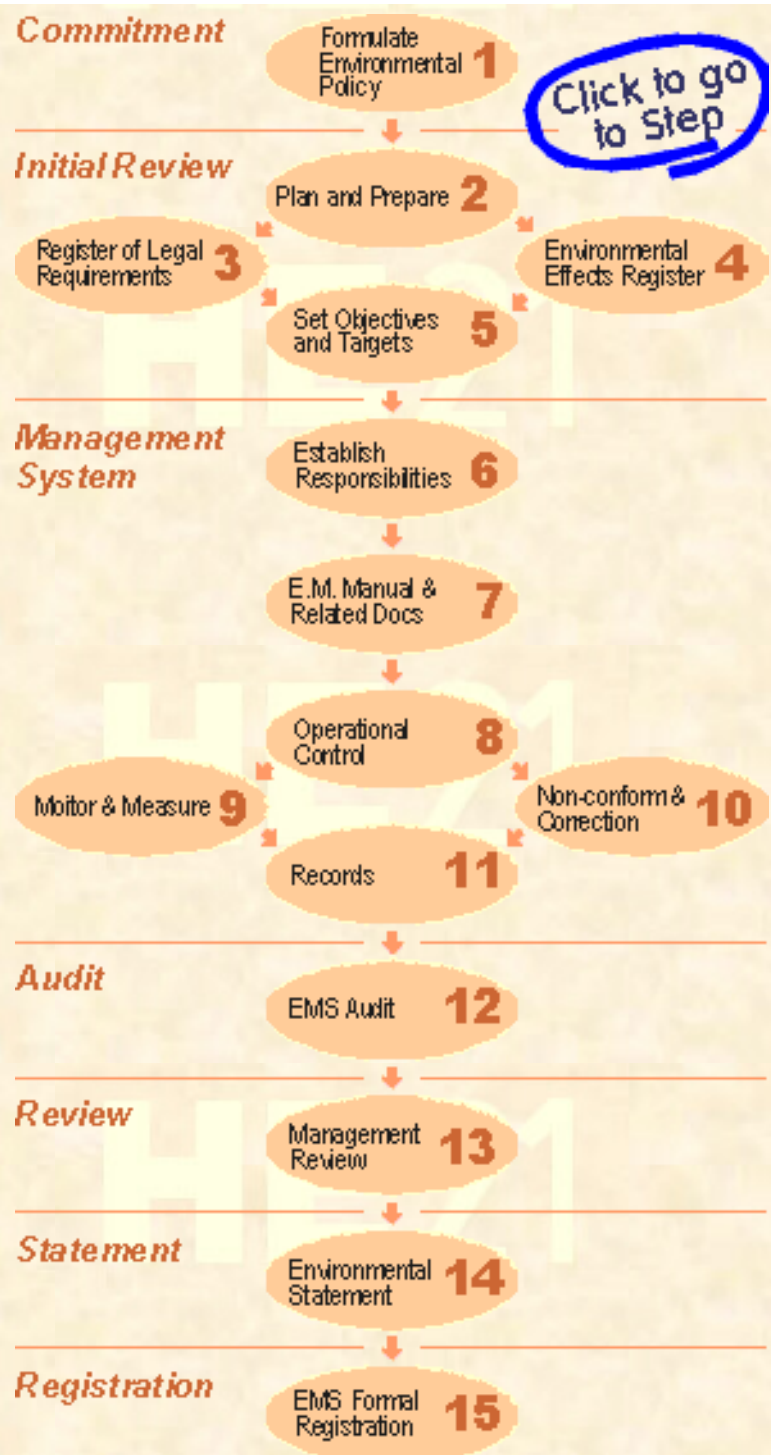 Commitment
Formulate
Environmental
Policy
1
Click to go
to Step
Initial Review
Plan and Prepare 2
Register of Legal
Requirements
3
Environmental
Effects Register
4
Set Objectives
and Targets
5
Management
System
Establish
Responsibilities
6
E.M. Manual &
Related Docs
7
Operational
Control
8
Moitor & Measure 9
Non-conform &
Correction
10
Records 11
Audit
EMS Audit 12
Review
Management
Review
13
Statement
Environmental
Statement
14
Registration
EMS Formal
Registration
15
HE21
HE21
HE21